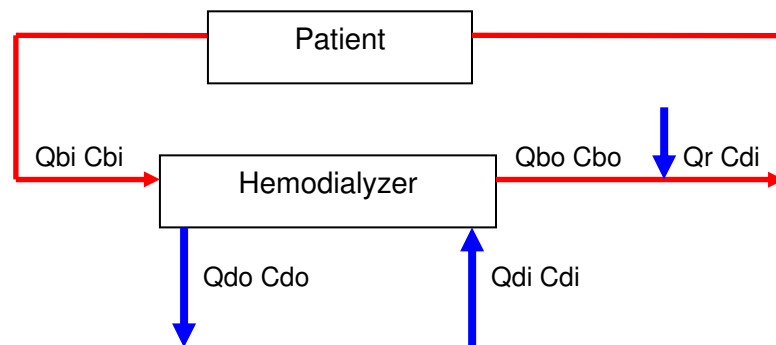 Patient
Qbi Cbi
Qbo Cbo
Qr Cdi
Hemodialyzer
Qdo Cdo
Qdi Cdi